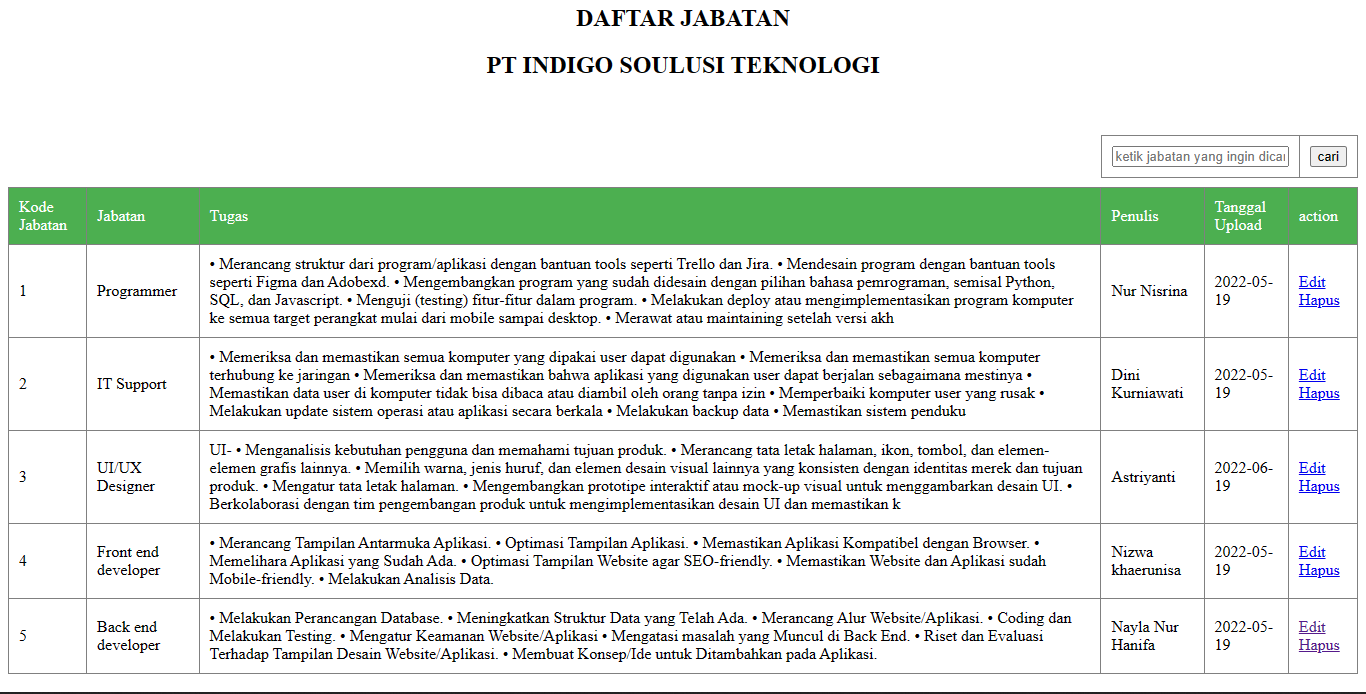 DAFTAR JABATAN
PT INDIGO SOULUSI TEKNOLOGI
ketik jabatan yang ingin dicar
cari
Kode
Jabatan
Jabatan
Tugas
Penulis
Tanggal
Upload
action
1
Programmer
• Merancang struktur dari program/aplikasi dengan bantuan tools seperti Trello dan Jira. • Mendesain program dengan bantuan tools
seperti Figma dan Adobexd. • Mengembangkan program yang sudah didesain dengan pilihan bahasa pemrograman, semisal Python,
SQL, dan Javascript. • Menguji (testing) fitur-fitur dalam program. • Melakukan deploy atau mengimplementasikan program komputer
ke semua target perangkat mulai dari mobile sampai desktop. • Merawat atau maintaining setelah versi akh
Nur Nisrina
2022-05-
19
Edit
Hapus
2
IT Support
• Memeriksa dan memastikan semua komputer yang dipakai user dapat digunakan • Memeriksa dan memastikan semua komputer
terhubung ke jaringan • Memeriksa dan memastikan bahwa aplikasi yang digunakan user dapat berjalan sebagaimana mestinya •
Memastikan data user di komputer tidak bisa dibaca atau diambil oleh orang tanpa izin • Memperbaiki komputer user yang rusak •
Melakukan update sistem operasi atau aplikasi secara berkala • Melakukan backup data • Memastikan sistem penduku
Dini
Kurniawati
2022-05-
19
Edit
Hapus
3
UI/UX
Designer
UI- • Menganalisis kebutuhan pengguna dan memahami tujuan produk. • Merancang tata letak halaman, ikon, tombol, dan elemen-
elemen grafis lainnya. • Memilih warna, jenis huruf, dan elemen desain visual lainnya yang konsisten dengan identitas merek dan tujuan
produk. • Mengatur tata letak halaman. • Mengembangkan prototipe interaktif atau mock-up visual untuk menggambarkan desain UI. •
Berkolaborasi dengan tim pengembangan produk untuk mengimplementasikan desain UI dan memastikan k
Astriyanti
2022-06-
19
Edit
Hapus
4
Front end
developer
• Merancang Tampilan Antarmuka Aplikasi. • Optimasi Tampilan Aplikasi. • Memastikan Aplikasi Kompatibel dengan Browser. •
Memelihara Aplikasi yang Sudah Ada. • Optimasi Tampilan Website agar SEO-friendly. • Memastikan Website dan Aplikasi sudah
Mobile-friendly. • Melakukan Analisis Data.
Nizwa
khaerunisa
2022-05-
19
Edit
Hapus
5
Back end
developer
• Melakukan Perancangan Database. • Meningkatkan Struktur Data yang Telah Ada. • Merancang Alur Website/Aplikasi. • Coding dan
Melakukan Testing. • Mengatur Keamanan Website/Aplikasi • Mengatasi masalah yang Muncul di Back End. • Riset dan Evaluasi
Terhadap Tampilan Desain Website/Aplikasi. • Membuat Konsep/Ide untuk Ditambahkan pada Aplikasi.
Nayla Nur
Hanifa
2022-05-
19
Edit
Hapus